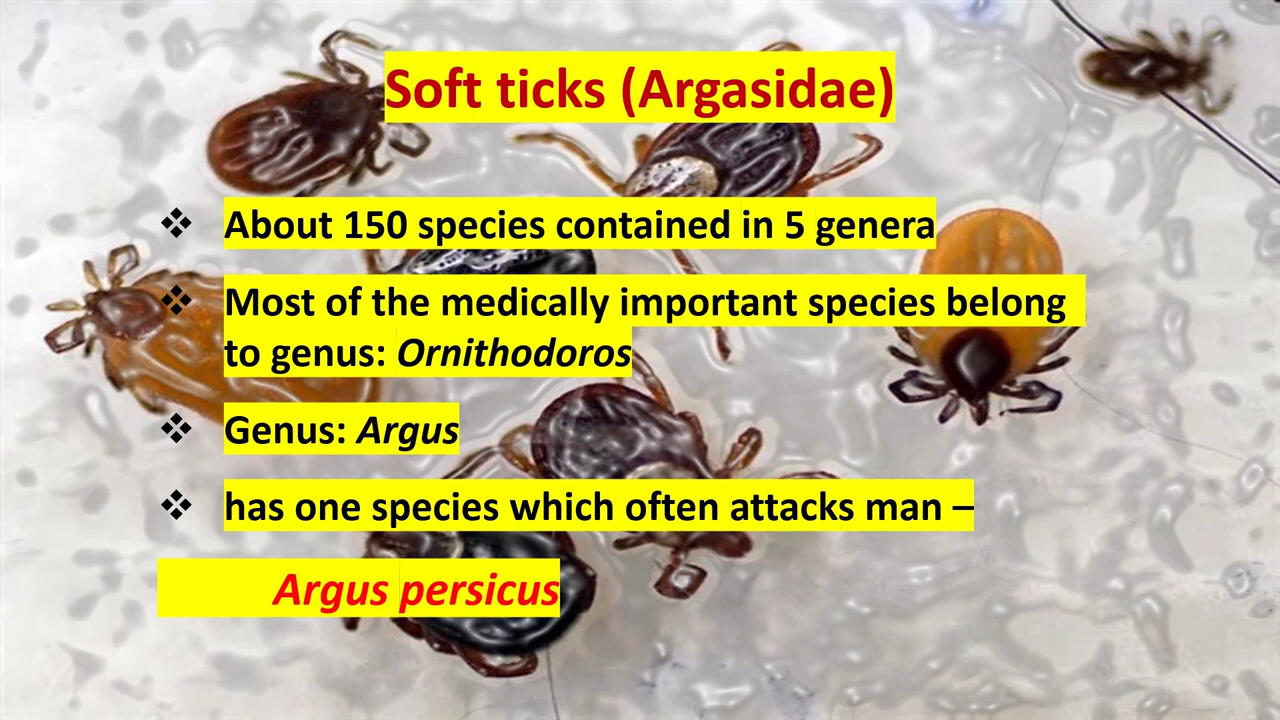 Soft ticks (Argasidae)
❖ About 150 species contained in 5 genera
❖ Most of the medically important species belong
to genus: Ornithodoros
❖ Genus: Argus
❖ has one species which often attacks man –
Argus persicus